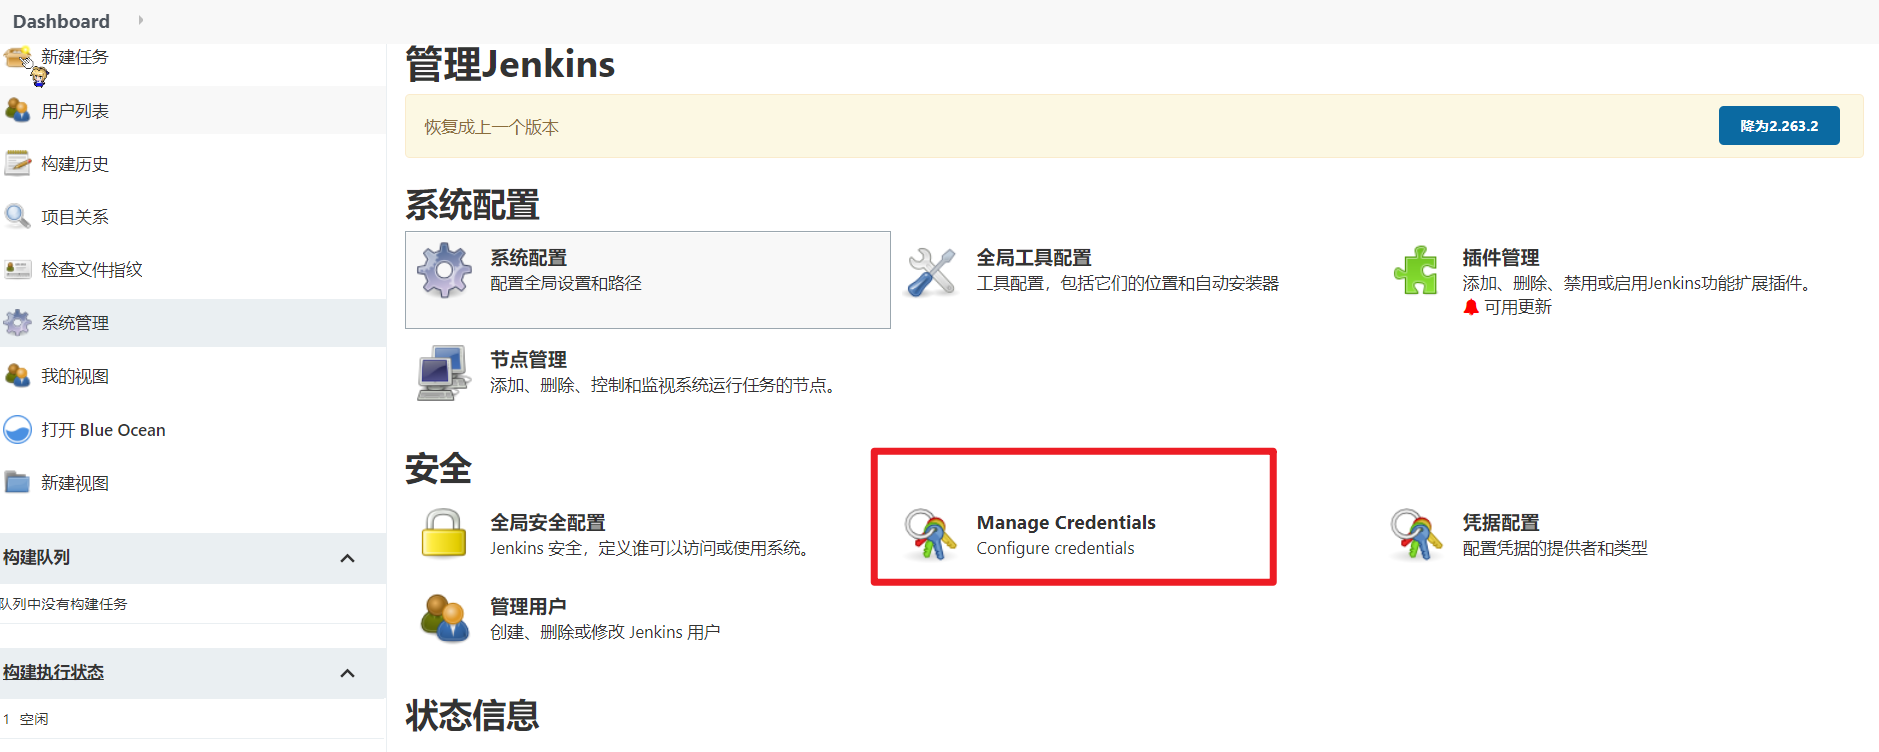 Dashboard
新建任务
用户列表
构建历史
项目关系
检查文件指纹
系统管理
我的视图
打开 Blue Ocean
新建视图
构建队列
队列中没有构建任务
构建执行状态
1 空闲
管理Jenkins
恢复成上一个版本
降为2.263.2
系统配置
系统配置
配置全局设置和路径
全局工具配置
工具配置，包括它们的位置和自动安装器
插件管理
添加、删除、禁用或启用Jenkins功能扩展插件。
可用更新
节点管理
添加、删除、控制和监视系统运行任务的节点。
安全
全局安全配置
Jenkins 安全，定义谁可以访问或使用系统。
Manage Credentials
Configure credentials
凭据配置
配置凭据的提供者和类型
管理用户
创建、删除或修改 Jenkins 用户
状态信息